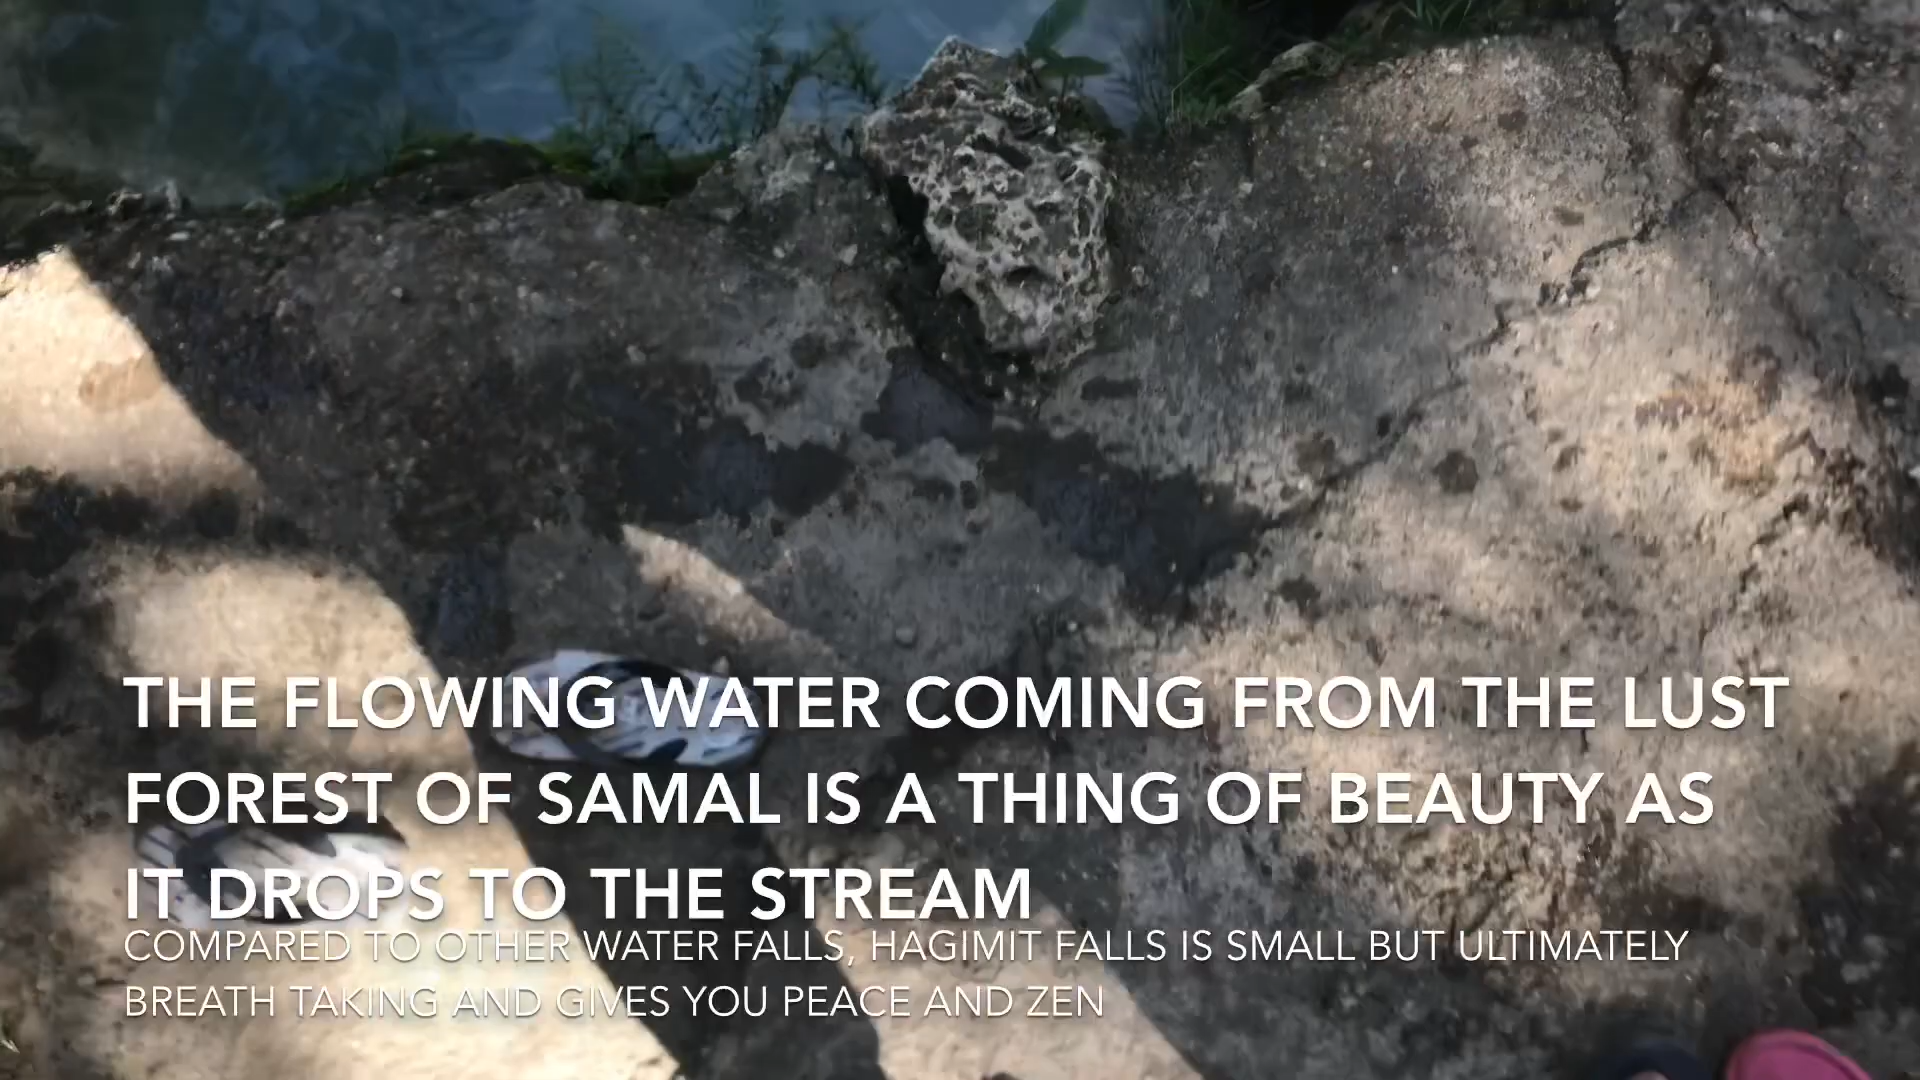 THE FLOWING WATER COMING FROM THE LUST
FOREST OF SAMAL IS A THING OF BEAUTY AS
IT DROPS TO THE STREAM
COMPARED TO OTHER WATER FALLS, HAGIMIT FALLS IS SMALL BUT ULTIMATELY
BREATH TAKING AND GIVES YOU PEACE AND ZEN